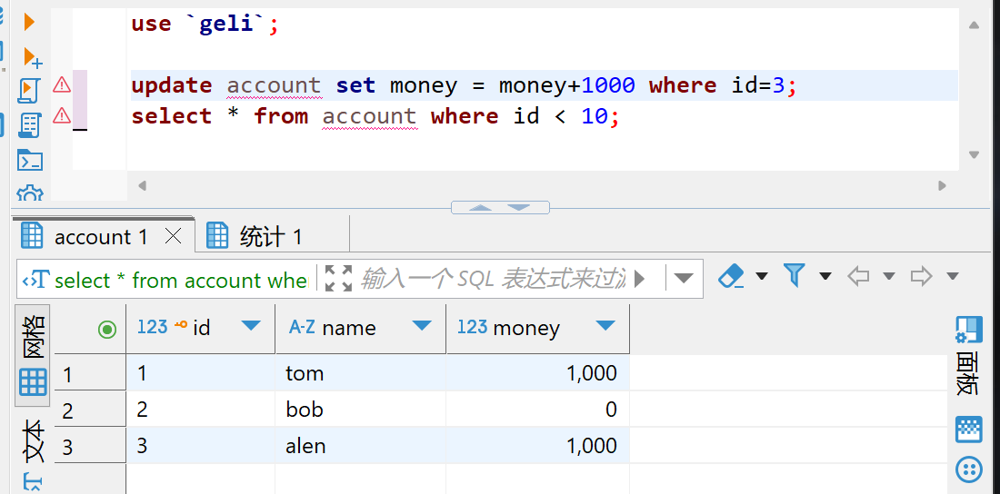 use `geli`;
update account set money = money+1000 where id=3;
select * from account where id < 10;
account 1 统计 1
T select * from account whe 输入一个 SQL 表达式来过滤
网格
文本
123 id A-Z name 123 money
1 1 tom 1,000
2 2 bob 0
3 3 alen 1,000
面板